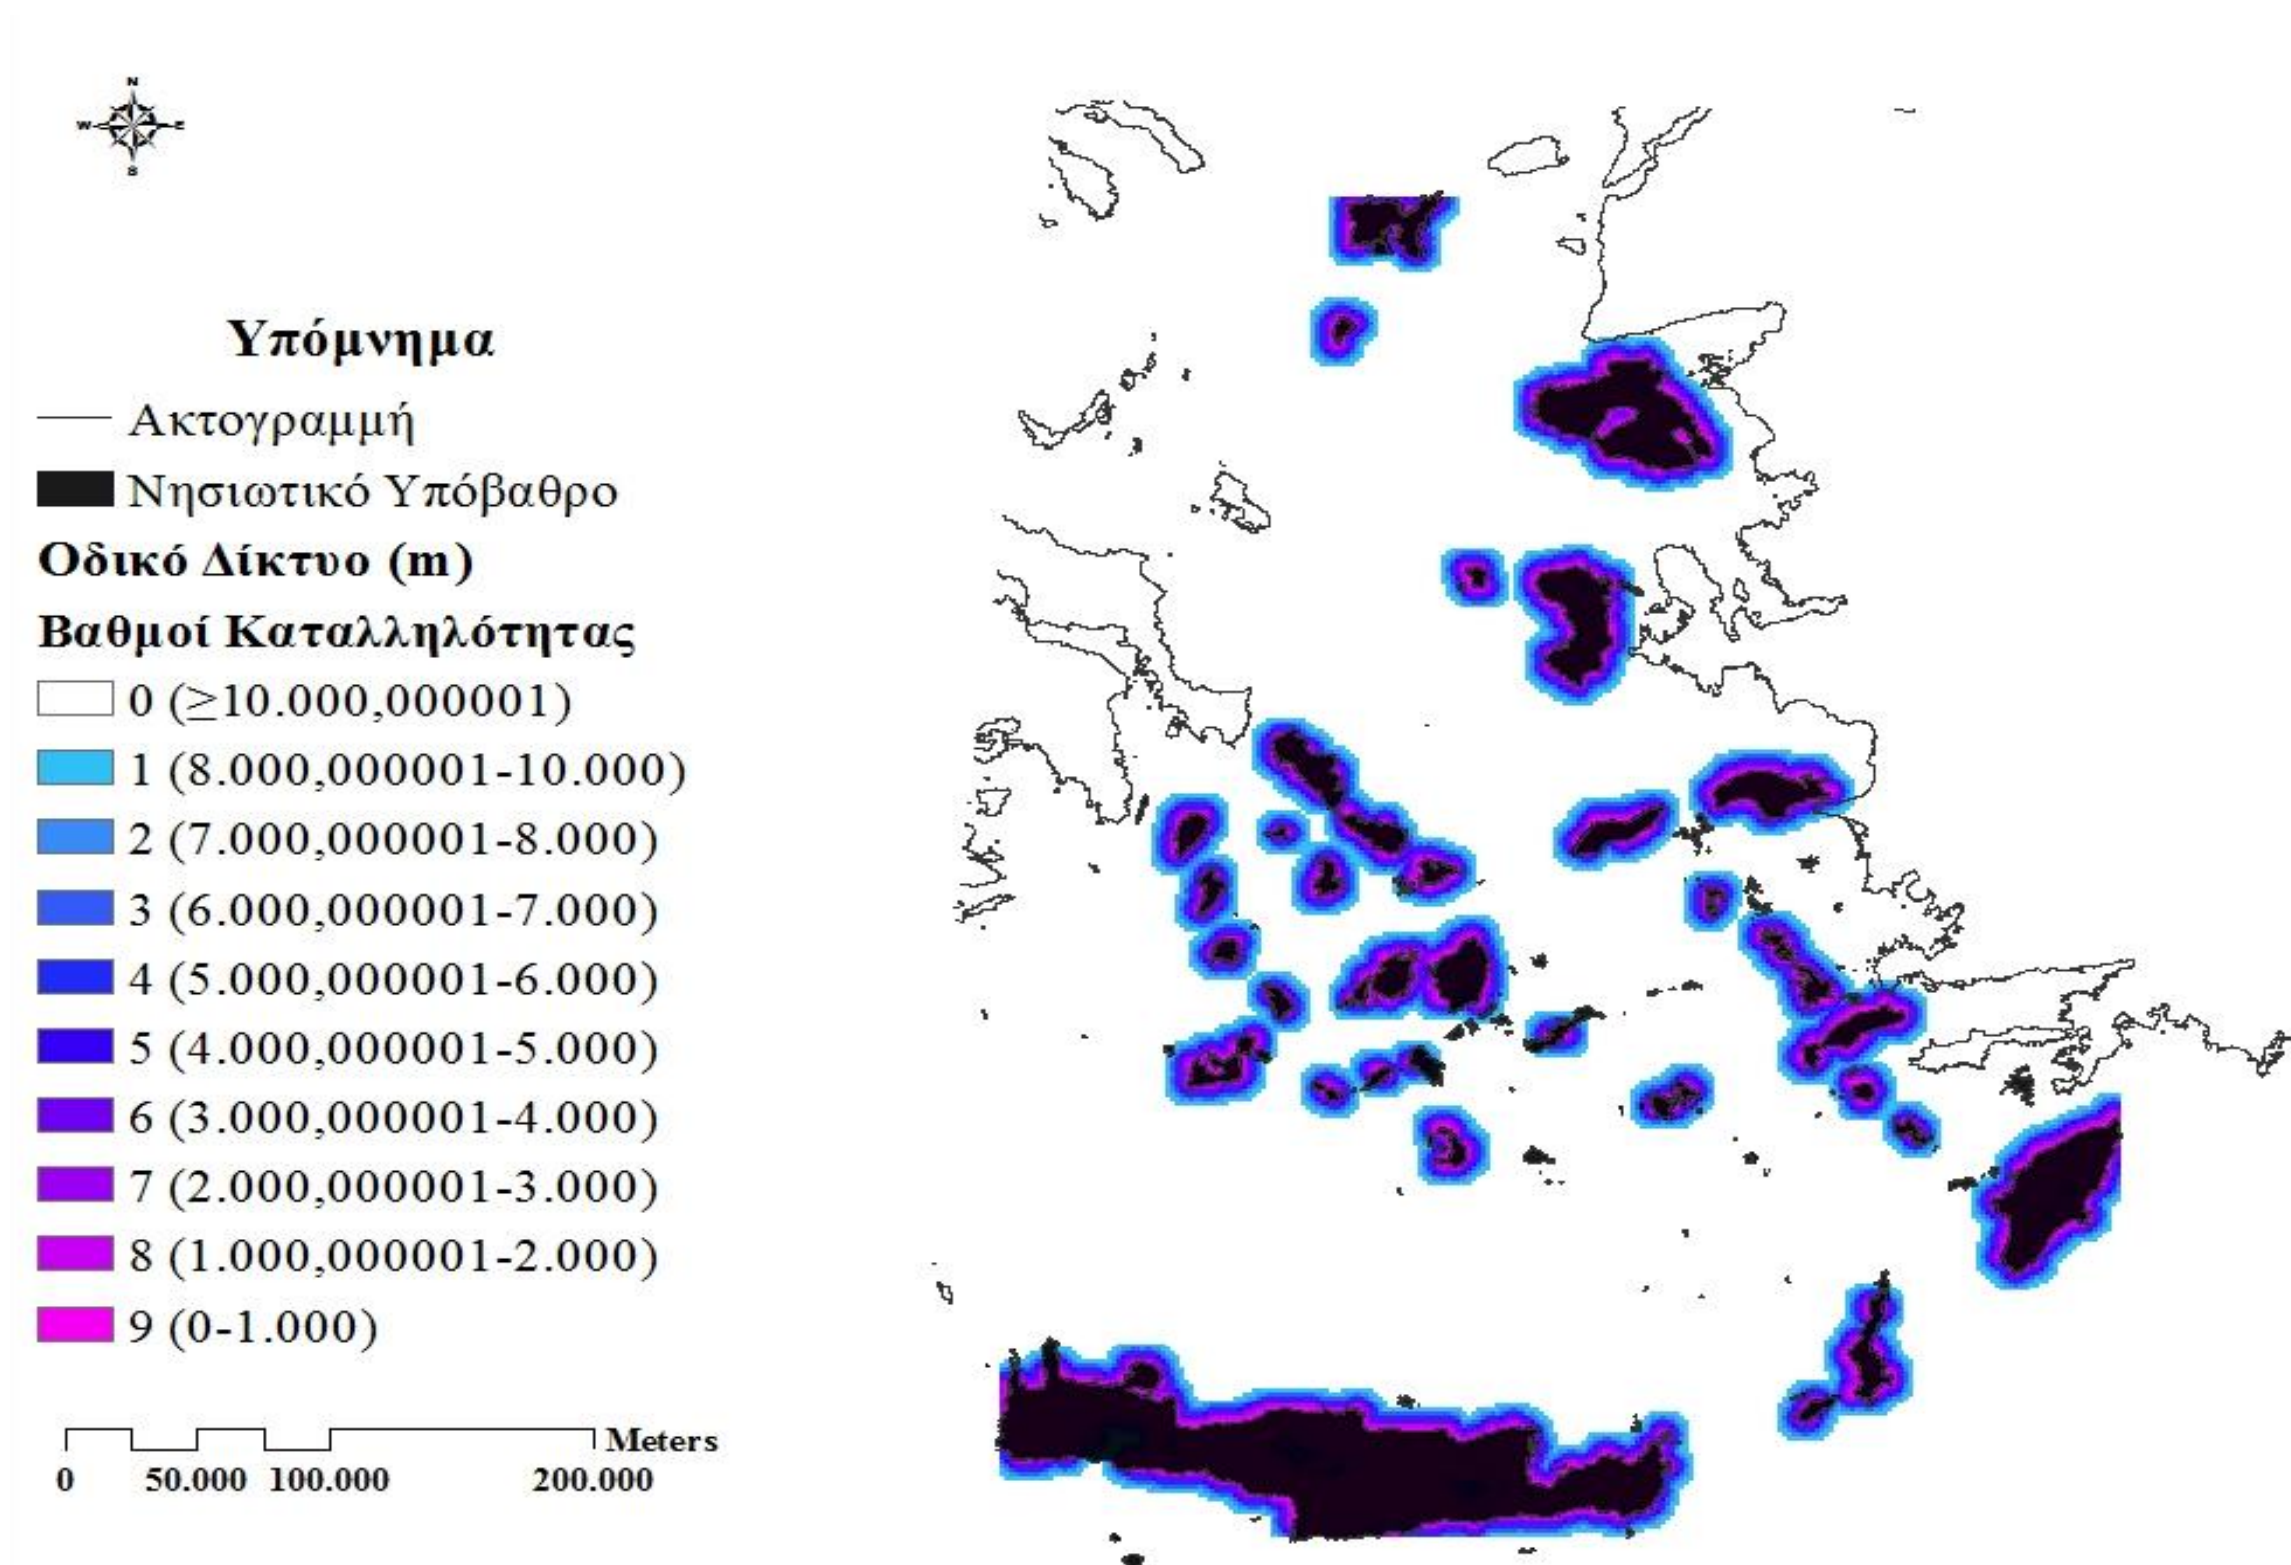 N
W E
S
Υπόμνημα
Ακτογραμμή
Νησιωτικό Υπόβαθρο
Οδικό Δίκτυο (m)
Βαθμοί Καταλληλότητας
0 (≥10.000,000001)
1 (8.000,000001-10.000)
2 (7.000,000001-8.000)
3 (6.000,000001-7.000)
4 (5.000,000001-6.000)
5 (4.000,000001-5.000)
6 (3.000,000001-4.000)
7 (2.000,000001-3.000)
8 (1.000,000001-2.000)
9 (0-1.000)
Meters
0 50.000 100.000 200.000